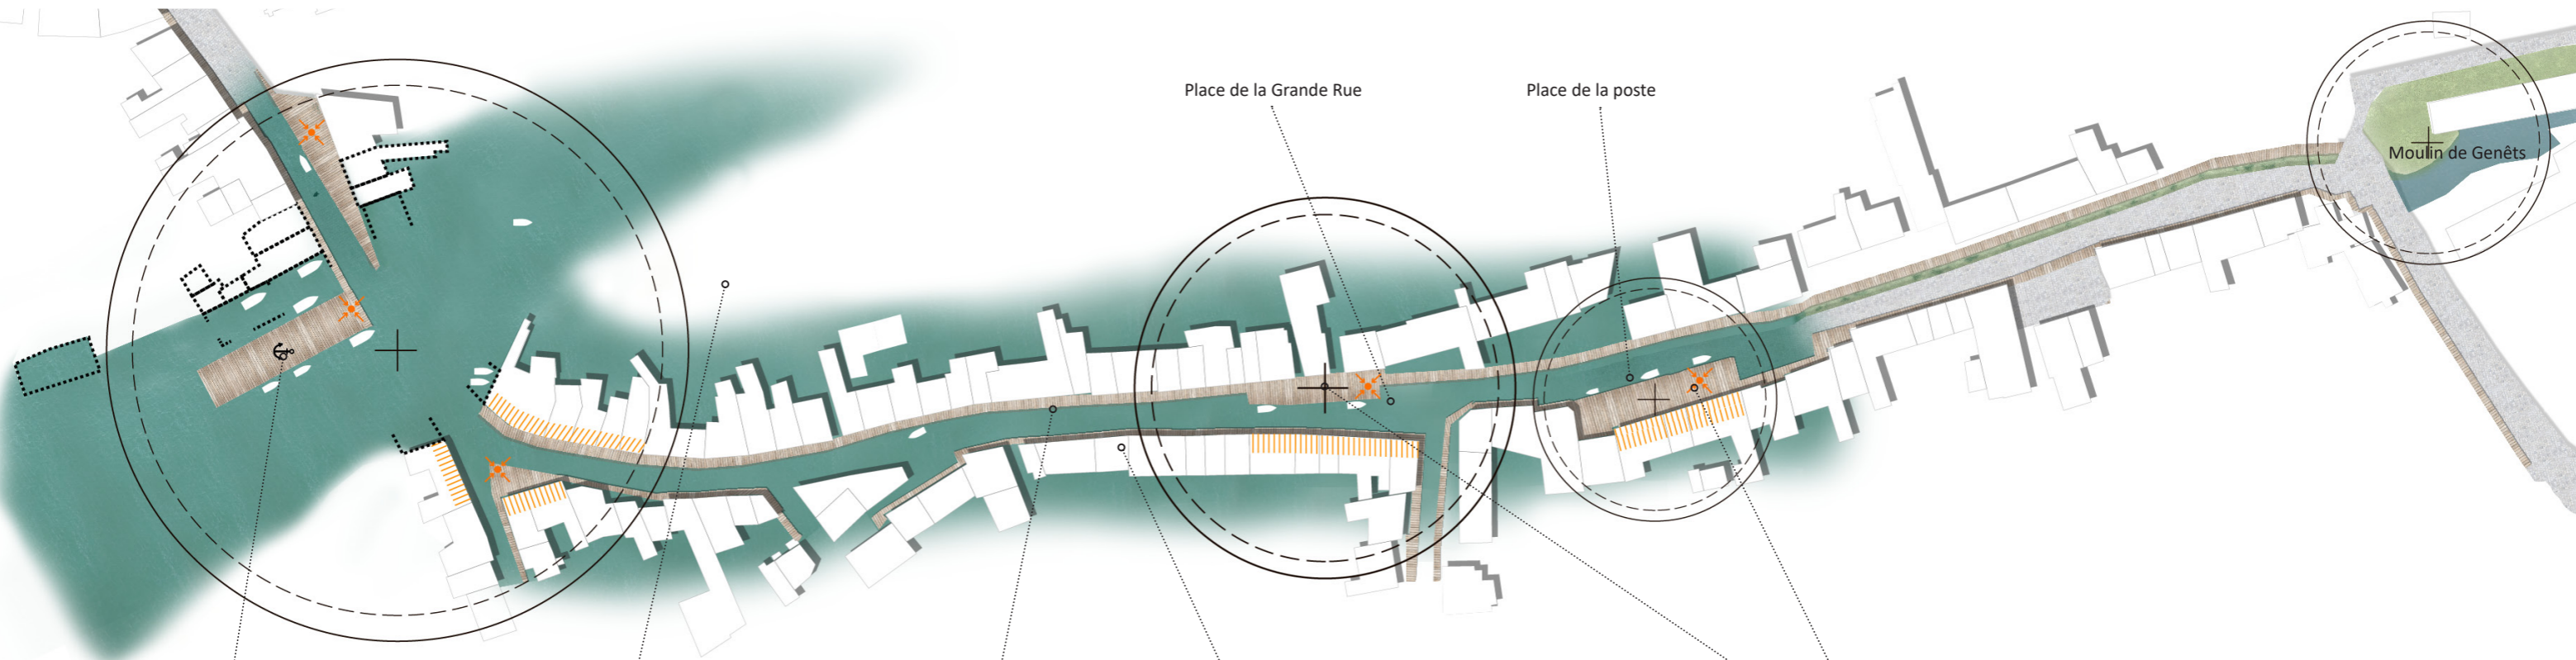 Place de la Grande Rue
Place de la poste
Moulin de Genêts